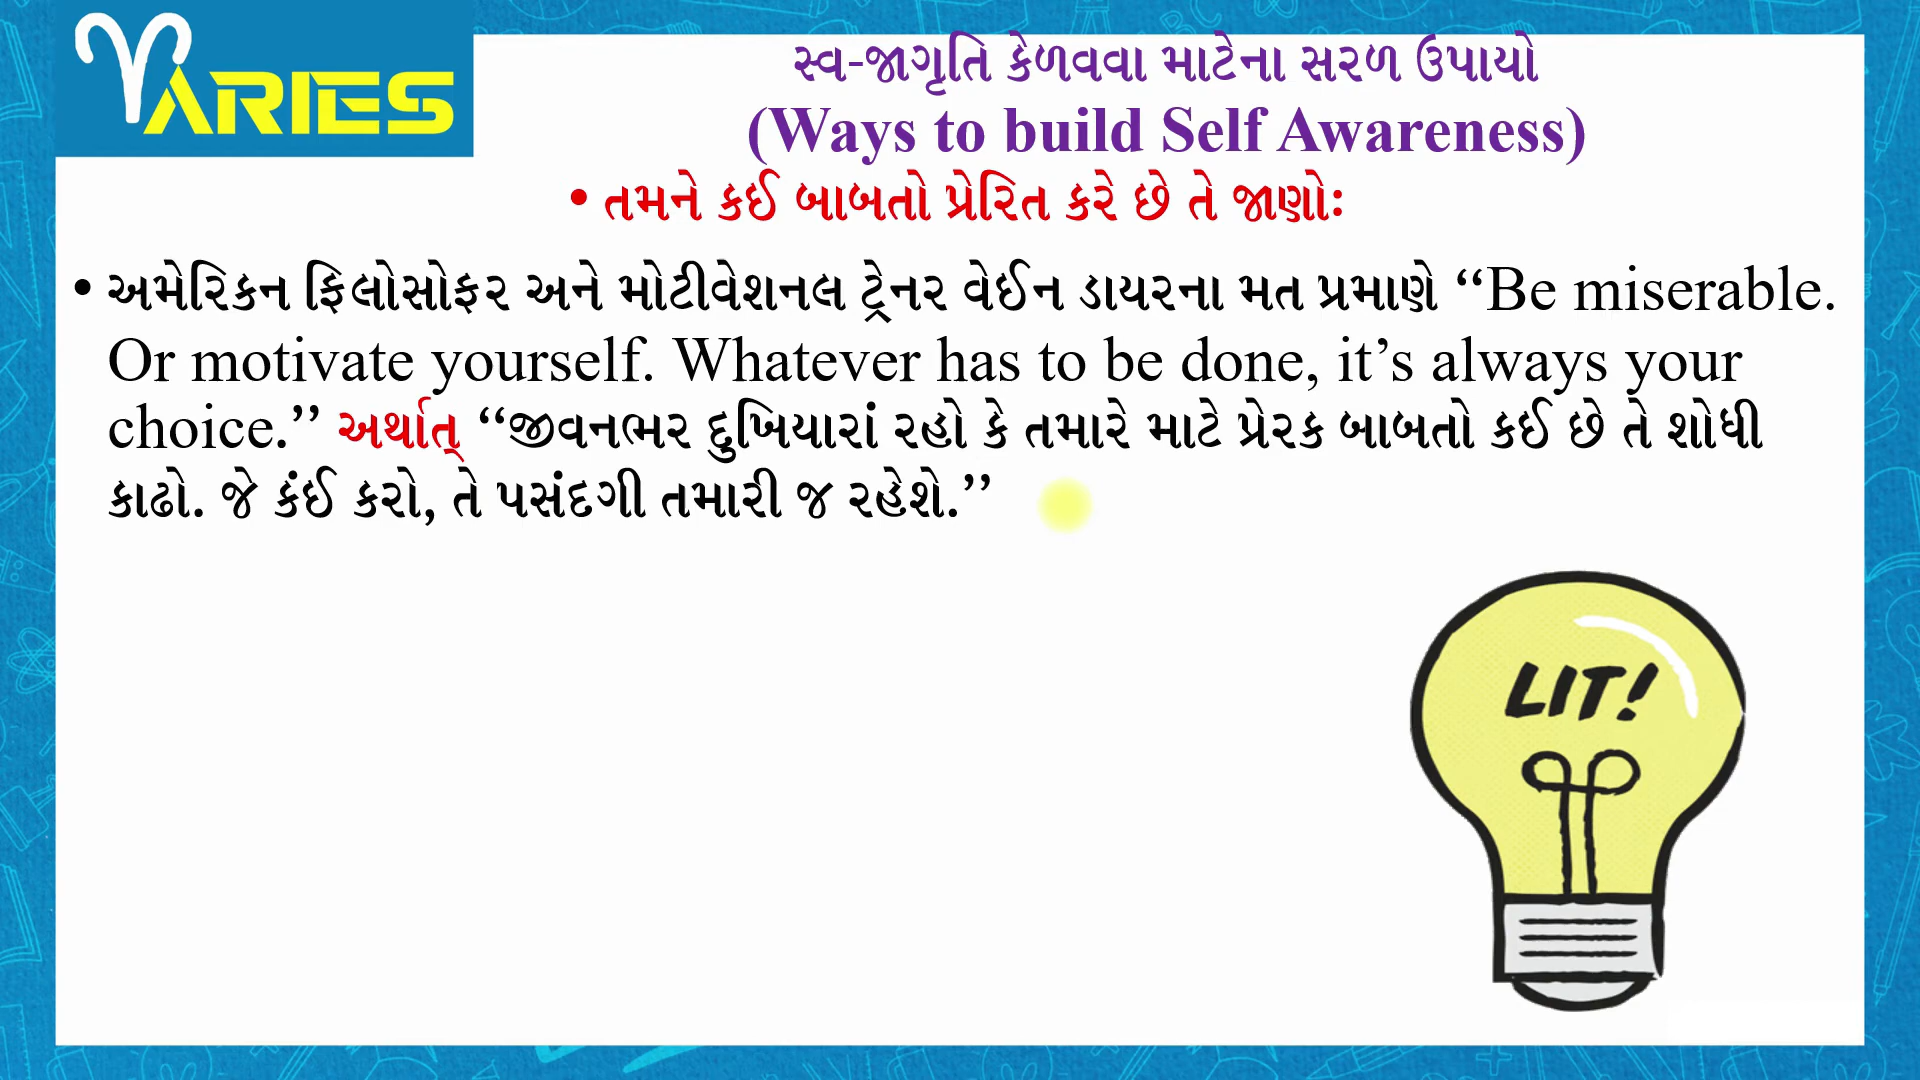 ARIES
સ્વ-જાગૃતિ કેળવવા માટેના સરળ ઉપાયો
(Ways to build Self Awareness)
• તમને કઈ બાબતો પ્રેરિત કરે છે તે જાણોઃ
• અમેરિકન ફિલોસોફર અને મોટીવેશનલ ટ્રેનર વેઈન ડાયરના મત પ્રમાણે “Be miserable.
Or motivate yourself. Whatever has to be done, it’s always your
choice.” અર્થાત્ “જીવનભર દુખિયારાં રહો કે તમારે માટે પ્રેરક બાબતો કઈ છે તે શોધી
કાઢો. જે કંઈ કરો, તે પસંદગી તમારી જ રહેશે.”
LIT!